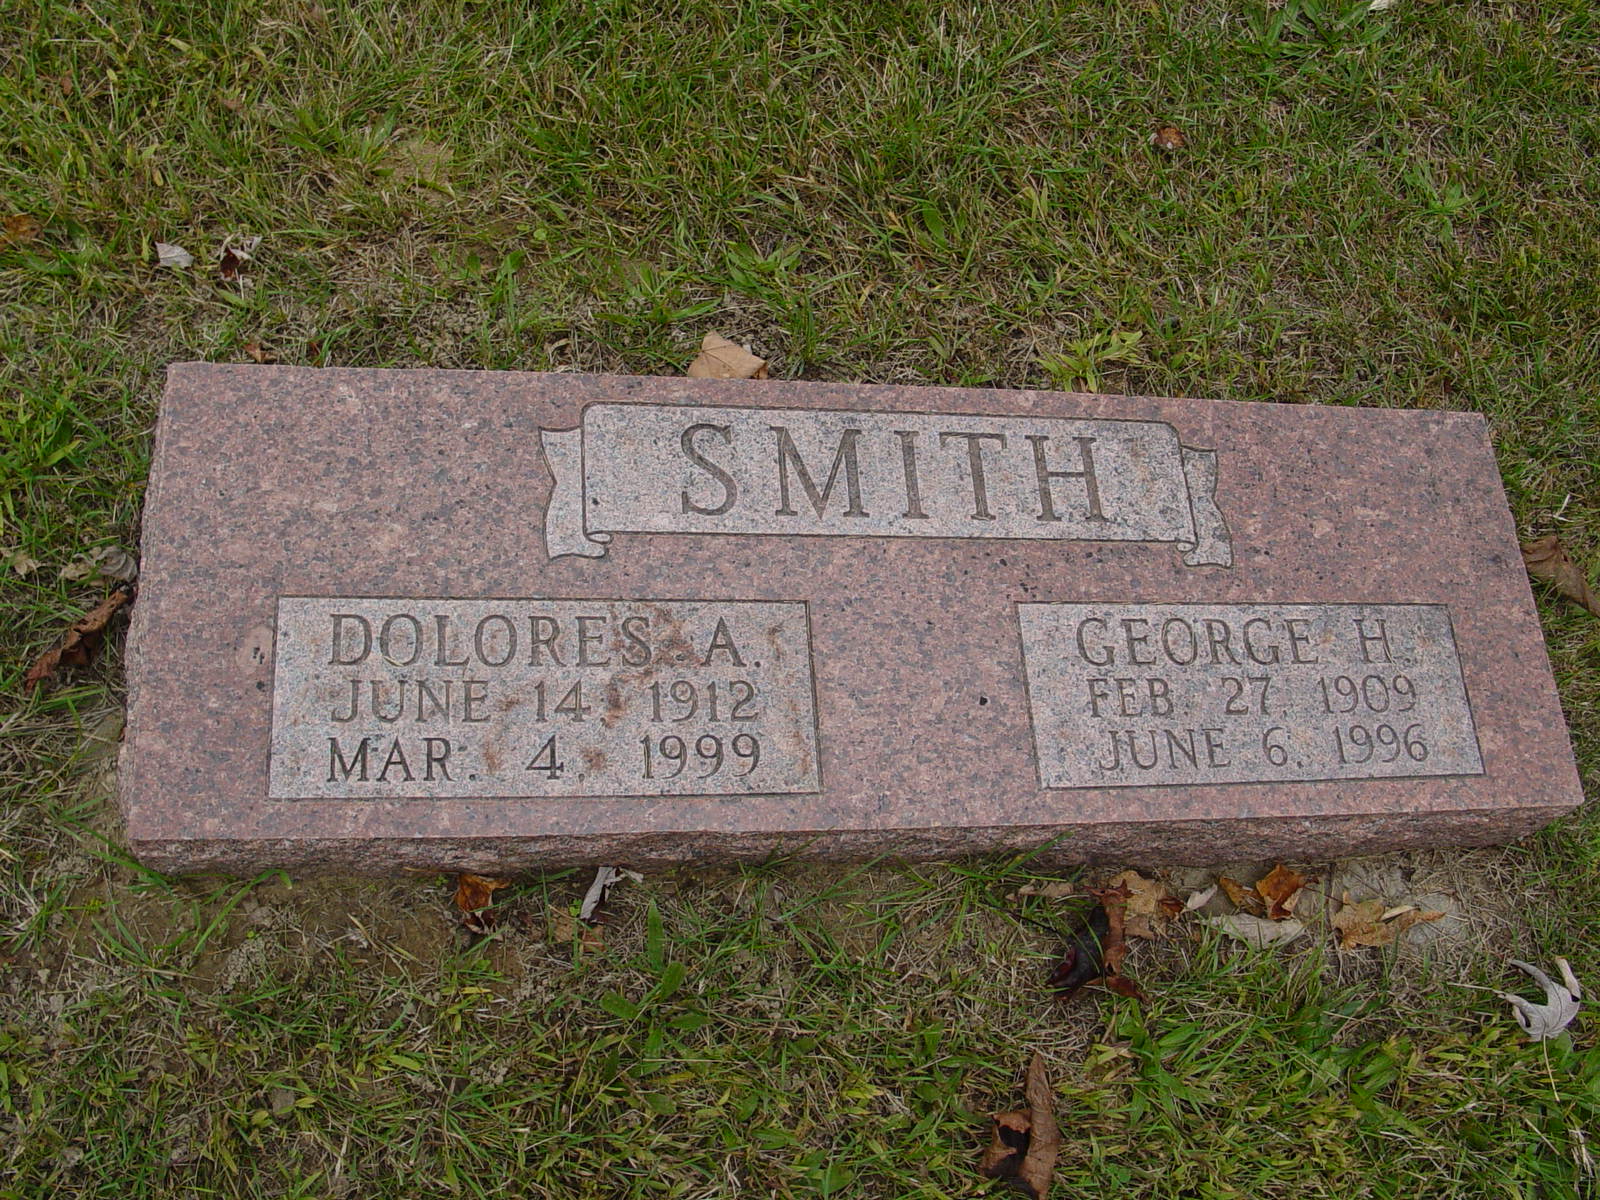 SMITH
DOLORES A.
JUNE 14, 1912
MAR. 4, 1999
GEORGE H.
FEB. 27, 1909
JUNE 6, 1996